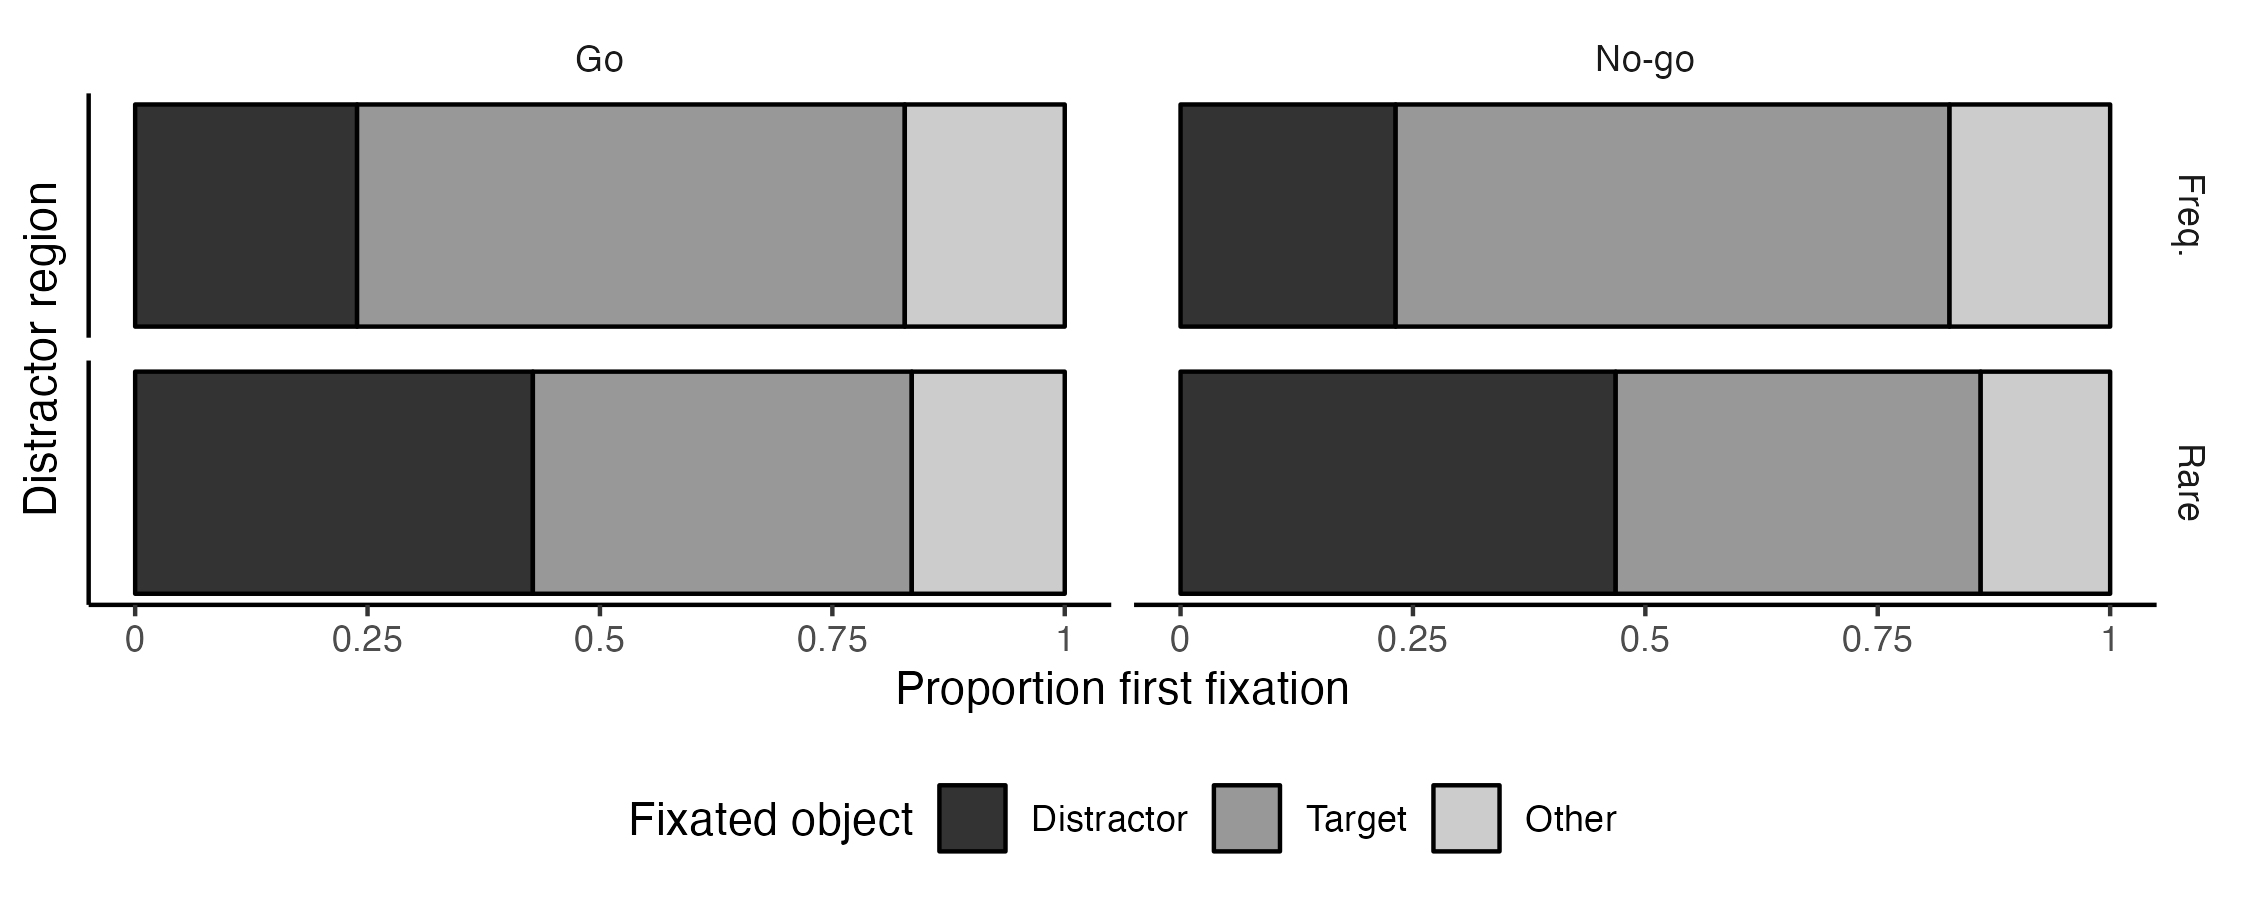 Go
No-go
Distractor region
Freq.
Rare
0 0.25 0.5 0.75 1
0 0.25 0.5 0.75 1
Proportion first fixation
Fixated object Distractor Target Other